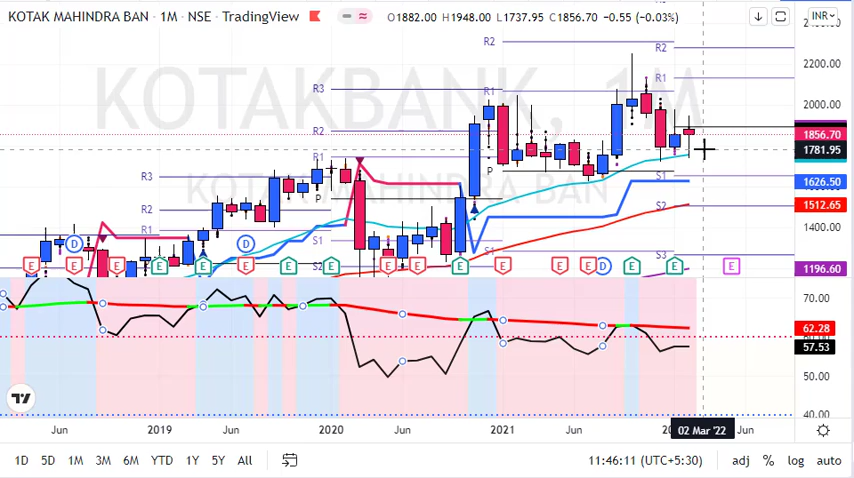 KOTAK MAHINDRA BAN · 1M · NSE · TradingView O1882.00 H1948.00 L1737.95 C1856.70 -0.55 (-0.03%) INR
KOTAKBANK, 1M
KOTAK MAHINDRA BAN
R2
R2
2200.00
R1
R3
R1
2000.00
R2
1856.70
1781.95
R1
R3
P
P
S1
1626.50
R2
S2
1512.65
R1
1400.00
D
D
S1
S1
S3
S2
E E E E E E E E E E E E D E E E
1196.60
70.00
62.28
57.53
50.00
40.00
Jun 2019 Jun 2020 Jun 2021 Jun 02 Mar '22 Jun
1D 5D 1M 3M 6M YTD 1Y 5Y All 11:46:11 (UTC+5:30) adj % log auto